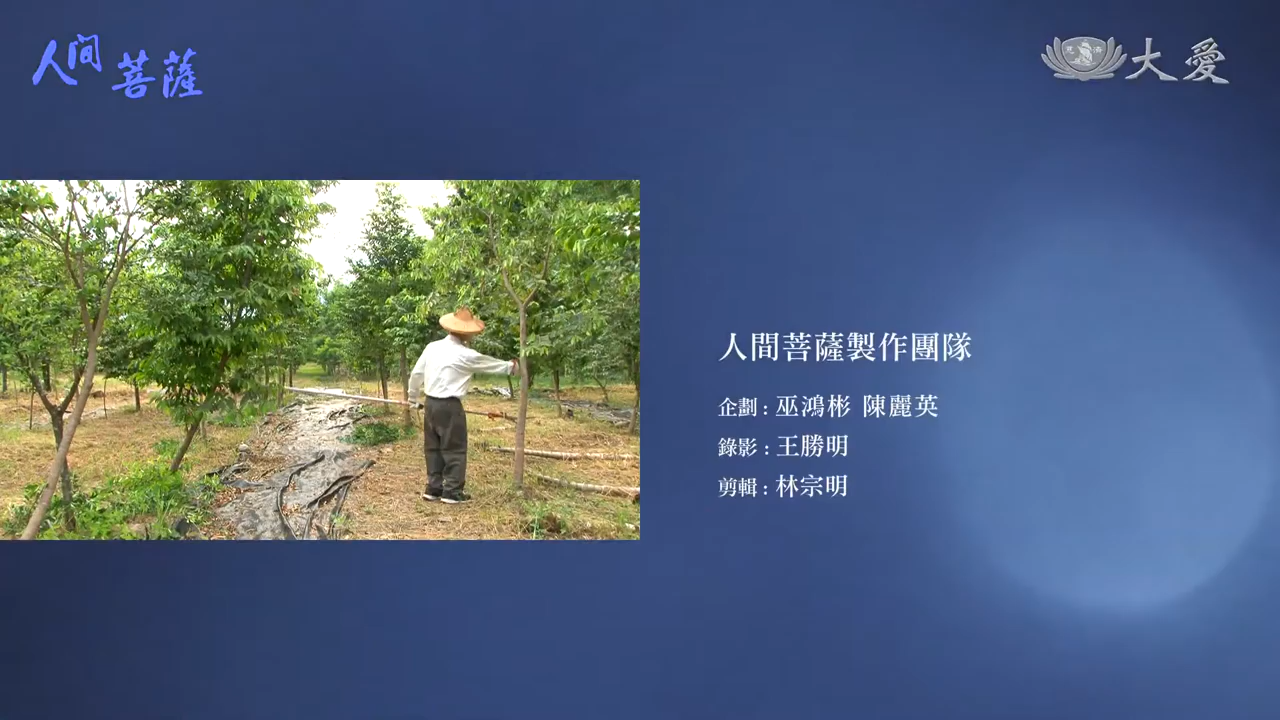 人间菩薩
大愛
人間菩薩製作團隊
企劃：巫鴻彬 陳麗英
錄影：王勝明
剪輯：林宗明